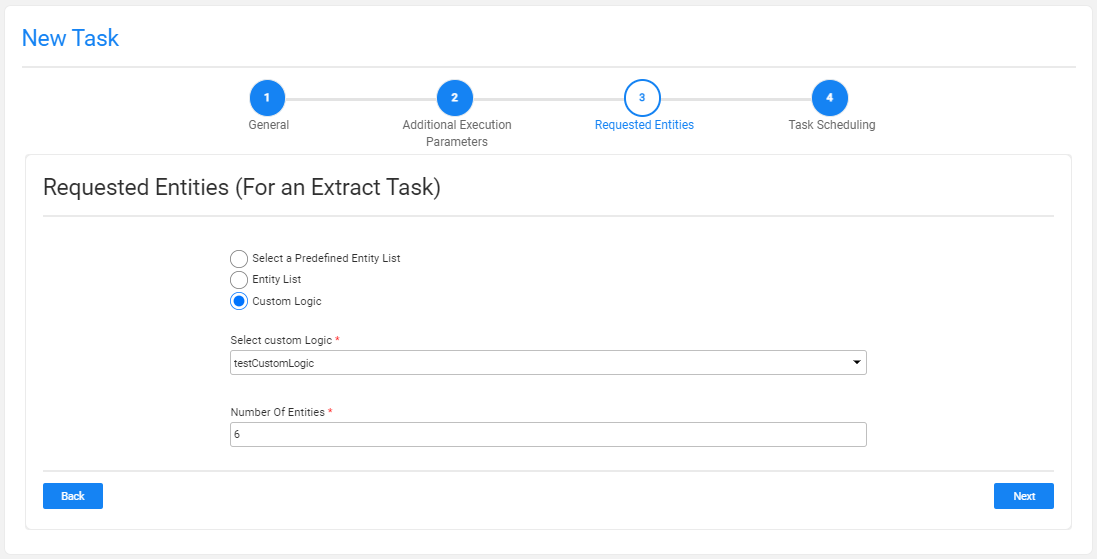 New Task
1
2
3
4
General
Additional Execution
Parameters
Requested Entities
Task Scheduling
Requested Entities (For an Extract Task)
Select a Predefined Entity List
Entity List
Custom Logic
Select custom Logic *
testCustomLogic
Number Of Entities *
6
Back
Next